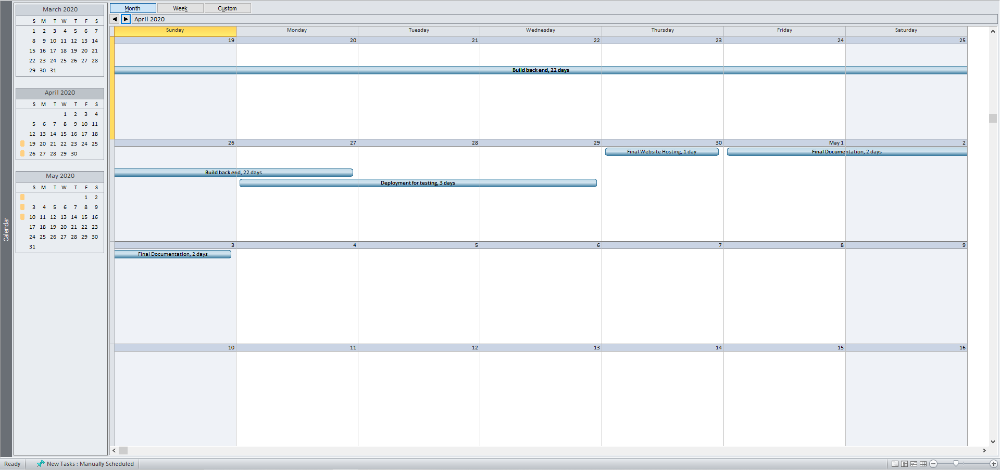 Month Week Custom
April 2020
Calendar
March 2020
S M T W T F S
1 2 3 4 5 6 7
8 9 10 11 12 13 14
15 16 17 18 19 20 21
22 23 24 25 26 27 28
29 30 31
April 2020
S M T W T F S
1 2 3 4
5 6 7 8 9 10 11
12 13 14 15 16 17 18
19 20 21 22 23 24 25
26 27 28 29 30
May 2020
S M T W T F S
1 2
3 4 5 6 7 8 9
10 11 12 13 14 15 16
17 18 19 20 21 22 23
24 25 26 27 28 29 30
31
Sunday Monday Tuesday Wednesday Thursday Friday Saturday
19 20 21 22 23 24 25
Build back end, 22 days
26 27 28 29 30 May 1 2
Final Website Hosting, 1 day Final Documentation, 2 days
Build back end, 22 days
Deployment for testing, 3 days
3 4 5 6 7 8 9
Final Documentation, 2 days
10 11 12 13 14 15 16
Ready New Tasks : Manually Scheduled